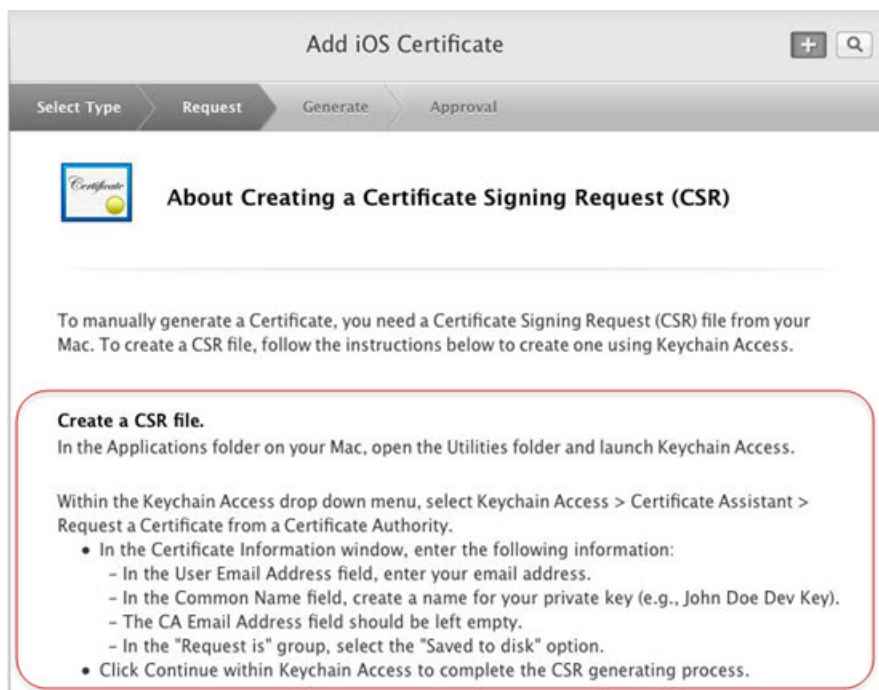 Add iOS Certificate
Select Type
Request
Generate
Approval
Certificate
About Creating a Certificate Signing Request (CSR)
To manually generate a Certificate, you need a Certificate Signing Request (CSR) file from your
Mac. To create a CSR file, follow the instructions below to create one using Keychain Access.
Create a CSR file.
In the Applications folder on your Mac, open the Utilities folder and launch Keychain Access.
Within the Keychain Access drop down menu, select Keychain Access > Certificate Assistant >
Request a Certificate from a Certificate Authority.
• In the Certificate Information window, enter the following information:
– In the User Email Address field, enter your email address.
– In the Common Name field, create a name for your private key (e.g., John Doe Dev Key).
– The CA Email Address field should be left empty.
– In the "Request is" group, select the "Saved to disk" option.
• Click Continue within Keychain Access to complete the CSR generating process.